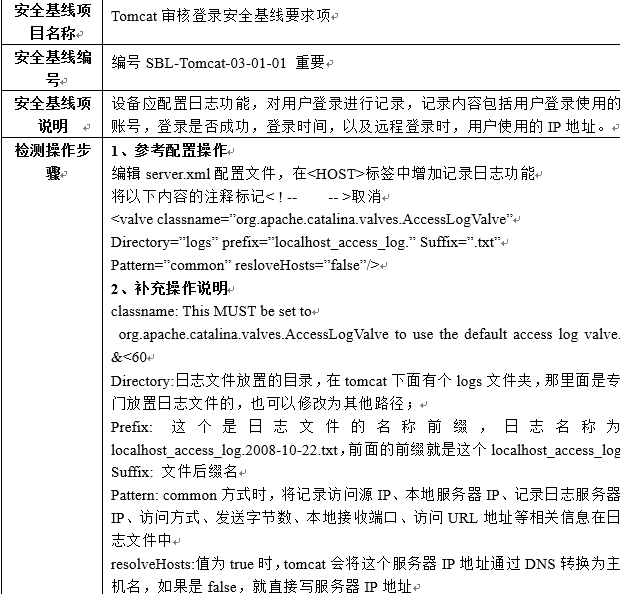 安全基线项
目名称
Tomcat 审核登录安全基线要求项
安全基线编
号
编号 SBL-Tomcat-03-01-01 重要
安全基线项
说明
设备应配置日志功能，对用户登录进行记录，记录内容包括用户登录使用的
账号，登录是否成功，登录时间，以及远程登录时，用户使用的 IP 地址。
检测操作步
骤
1、参考配置操作
编辑 server.xml 配置文件，在<HOST>标签中增加记录日志功能
将以下内容的注释标记< ! -- -- >取消
<valve classname=”org.apache.catalina.valves.AccessLogValve”
Directory=”logs” prefix=”localhost_access_log.” Suffix=”.txt”
Pattern=”common” resloveHosts=”false”/>
2、补充操作说明
classname: This MUST be set to
org.apache.catalina.valves.AccessLogValve to use the default access log valve.
&<60
Directory:日志文件放置的目录，在 tomcat 下面有个 logs 文件夹，那里面是专
门放置日志文件的，也可以修改为其他路径；
Prefix: 这个是日志文件的名称前缀，日志名称为
localhost_access_log.2008-10-22.txt，前面的前缀就是这个 localhost_access_log
Suffix: 文件后缀名
Pattern: common 方式时，将记录访问源 IP、本地服务器 IP、记录日志服务器
IP、访问方式、发送字节数、本地接收端口、访问 URL 地址等相关信息在日
志文件中
resolveHosts:值为 true 时，tomcat 会将这个服务器 IP 地址通过 DNS 转换为主
机名，如果是 false，就直接写服务器 IP 地址